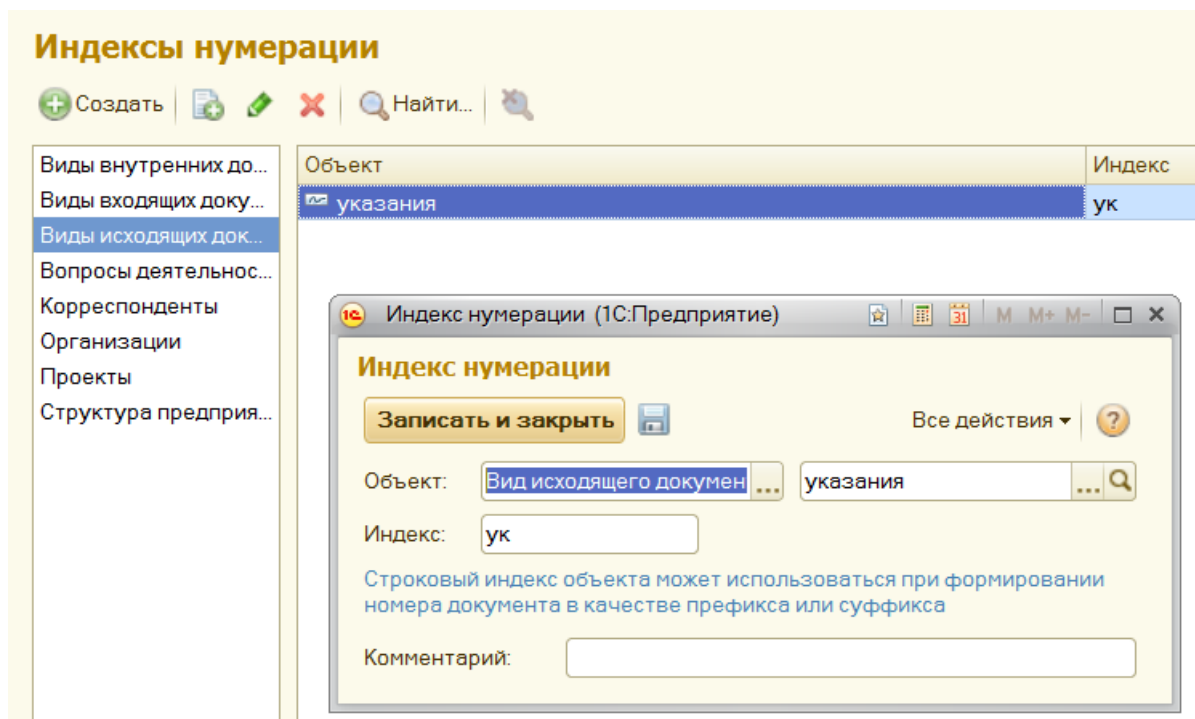 Индексы нумерации
Создать Найти...
Виды внутренних до...
Виды входящих доку...
Виды исходящих док...
Вопросы деятельнос...
Корреспонденты
Организации
Проекты
Структура предприя...
Объект Индекс
указания ук
1С Индекс нумерации (1С:Предприятие) 31 M M+ M-
Индекс нумерации
Записать и закрыть Все действия ?
Объект: Вид исходящего докумен ... указания ...
Индекс: ук
Строковый индекс объекта может использоваться при формировании
номера документа в качестве префикса или суффикса
Комментарий: